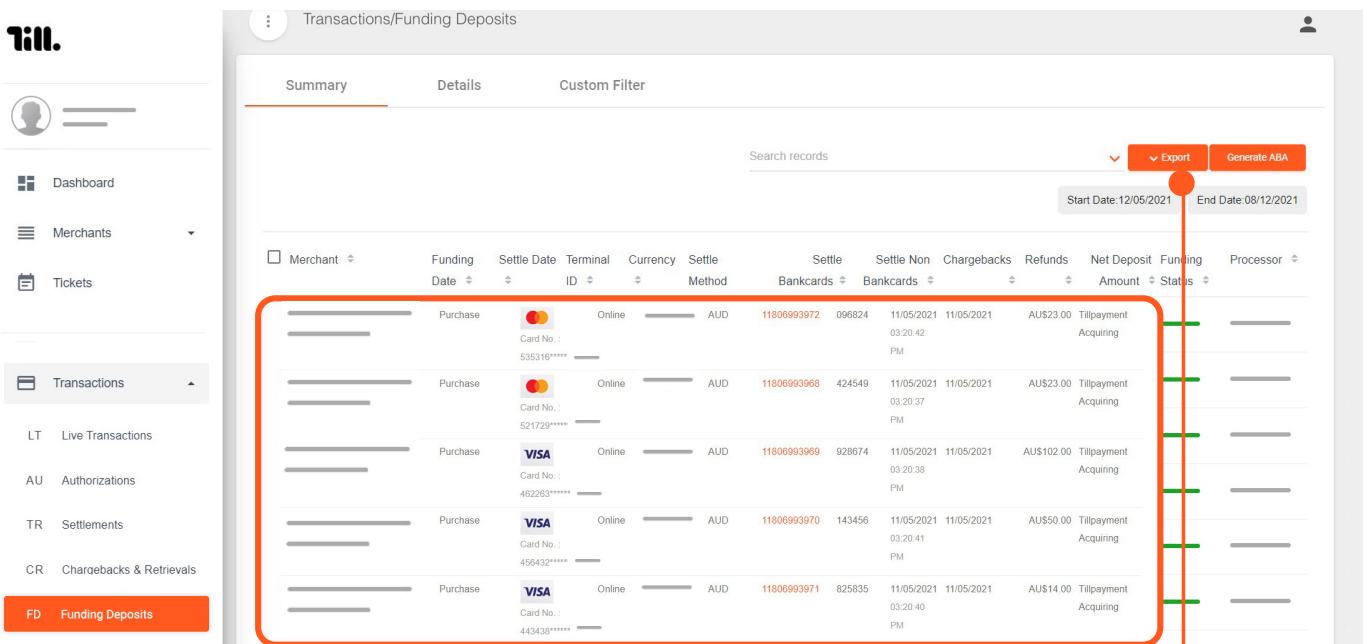 Till.
Transactions/Funding Deposits
Summary Details Custom Filter
Search records
Export
Generate ABA
Start Date:12/05/2021 End Date:08/12/2021
Dashboard
Merchants
Tickets
Transactions
LT Live Transactions
AU Authorizations
TR Settlements
CR Chargebacks & Retrievals
FD Funding Deposits
Merchant Funding Settle Date Terminal Currency Settle Settle Settle Non Chargebacks Refunds Net Deposit Funding Processor
Date ID Method Bankcards Bankcards Amount Status
Purchase Online AUD 11806993972 096824 11/05/2021 11/05/2021 AU$23.00 Tillpayment
Card No. : 03:20:42 Acquiring
535316***** PM
Purchase Online AUD 11806993968 424549 11/05/2021 11/05/2021 AU$23.00 Tillpayment
Card No. : 03:20:37 Acquiring
521729***** PM
Purchase VISA Online AUD 11806993969 928674 11/05/2021 11/05/2021 AU$102.00 Tillpayment
Card No. : 03:20:38 Acquiring
462263****** PM
Purchase VISA Online AUD 11806993970 143456 11/05/2021 11/05/2021 AU$50.00 Tillpayment
Card No. : 03:20:41 Acquiring
456432***** PM
Purchase VISA Online AUD 11806993971 825835 11/05/2021 11/05/2021 AU$14.00 Tillpayment
Card No. : 03:20:40 Acquiring
443438****** PM